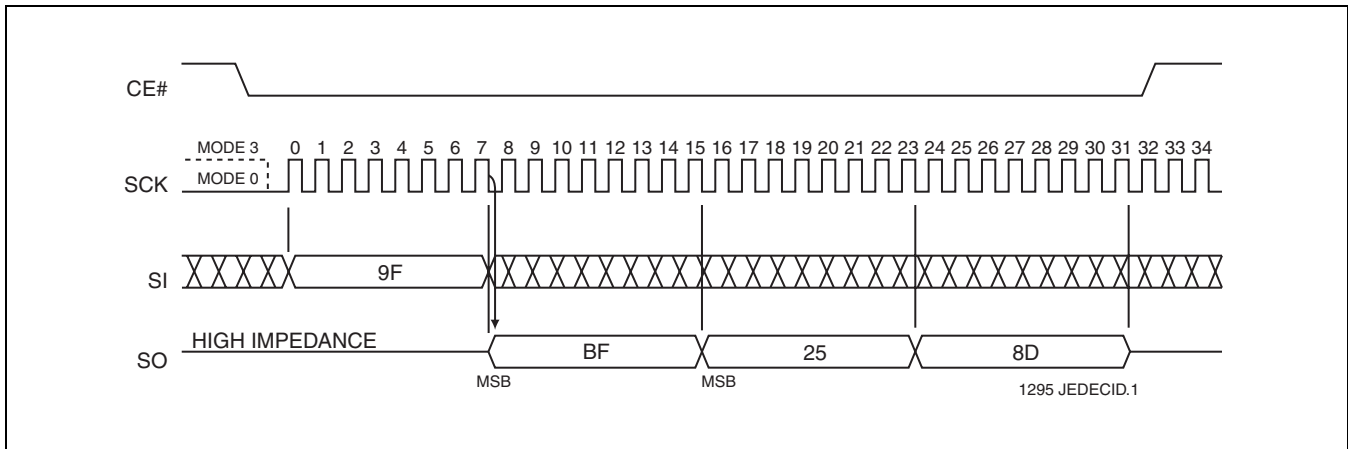 CE#
MODE 3
0 1 2 3 4 5 6 7 8 9 10 11 12 13 14 15 16 17 18 19 20 21 22 23 24 25 26 27 28 29 30 31 32 33 34
SCK
MODE 0
SI
9F
HIGH IMPEDANCE
SO
BF
25
8D
MSB
MSB
1295 JEDECID.1